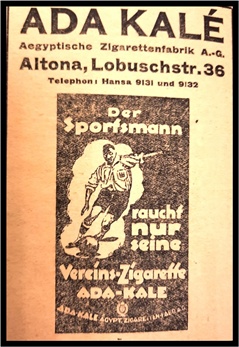 ADA KALÉ
Aegyptische Zigarettenfabrik A.-G.
Altona, Lobuschstr. 36
Telephon: Hansa 9131 und 9132
Der
Sportsmann
raucht
nur
seine
Vereins-Zigarette
ADA-KALE
ADA KALE ÄGYPT. ZIGARETTENFABR. A.G.